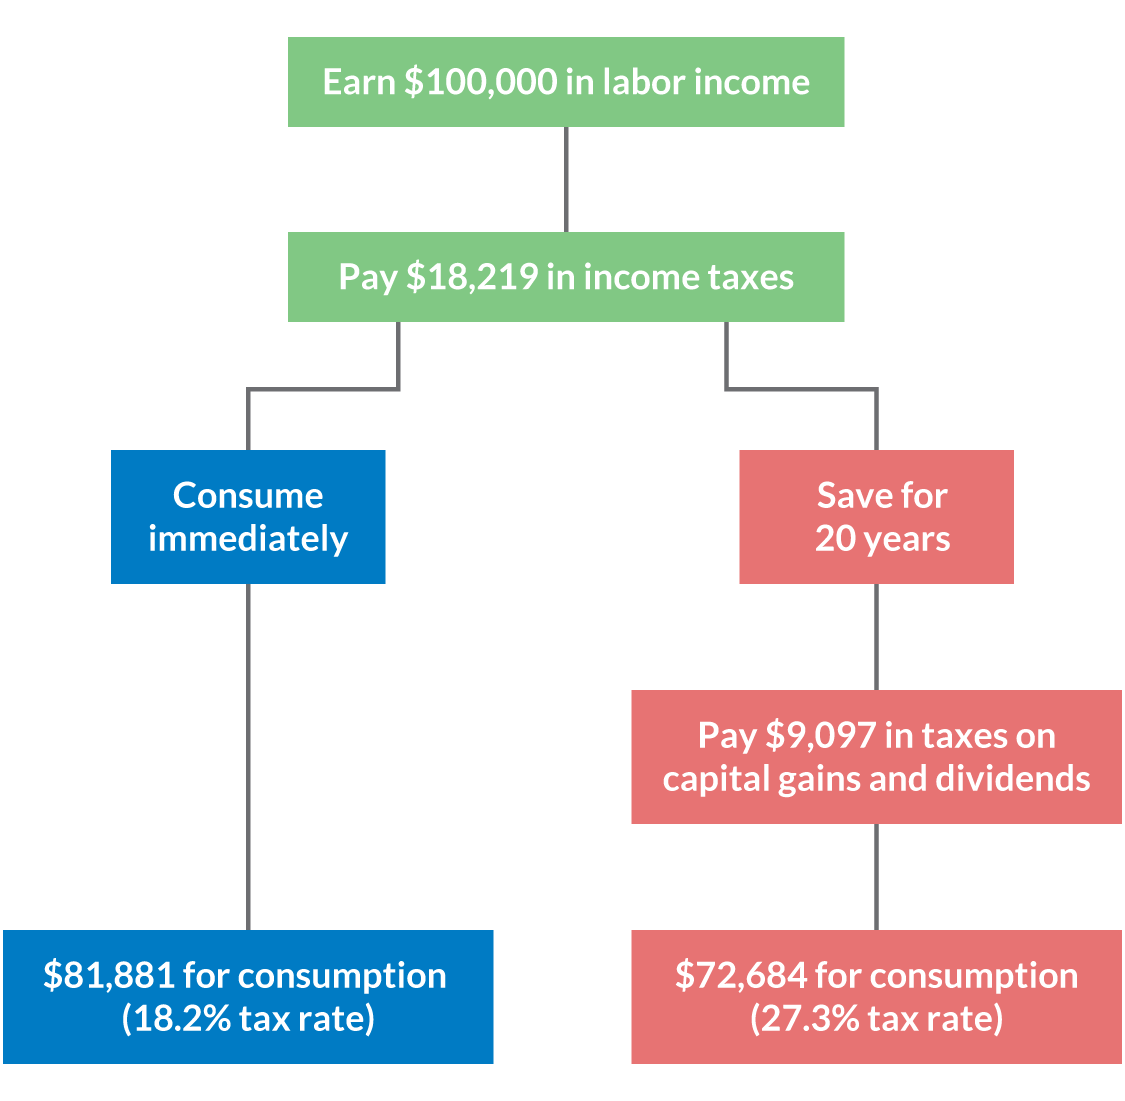 Earn $100,000 in labor income
Pay $18,219 in income taxes
Consume
immediately
Save for
20 years
Pay $9,097 in taxes on
capital gains and dividends
$81,881 for consumption
(18.2% tax rate)
$72,684 for consumption
(27.3% tax rate)